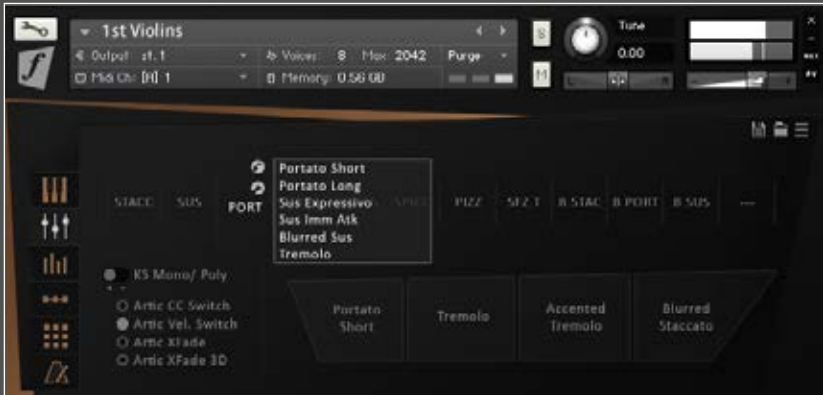 1st Violins
S
Tune
Output: st. 1
Voices: 8 Max: 2042
Purge
0.00
Midi Ch: [A] 1
Memory: 0.56 GB
M
L
R
Portato Short
Portato Long
Sus Expressivo
Sus Imm Atk
Blurred Sus
Tremolo
STACC
SUS
PORT
PIZZ
SFZ T
B STAC
B PORT
B SUS
---
KS Mono/ Poly
Artic CC Switch
Artic Vel. Switch
Artic XFade
Artic XFade 3D
Portato
Short
Tremolo
Accented
Tremolo
Blurred
Staccato